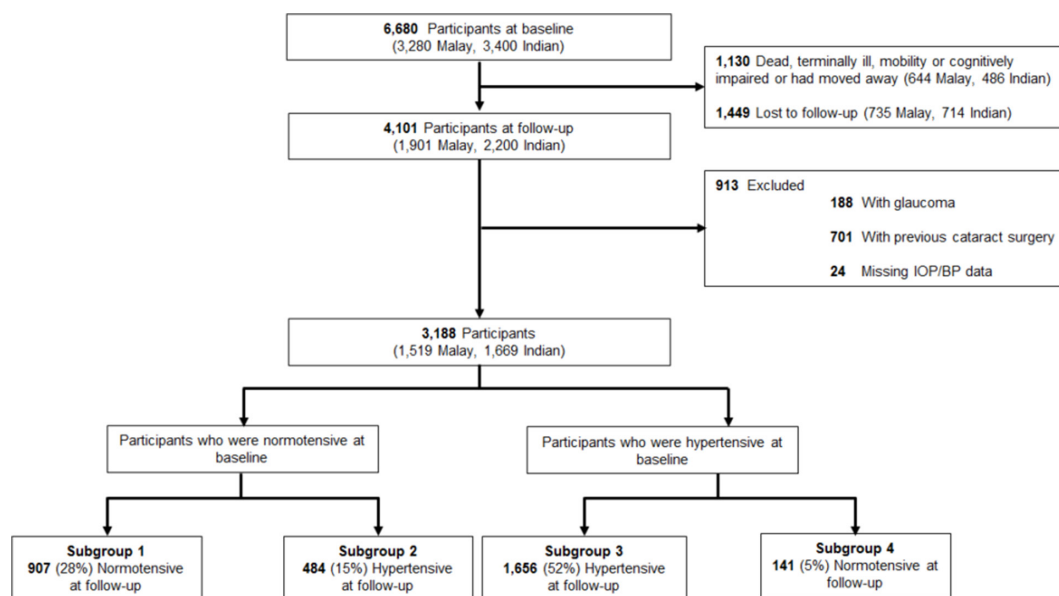 6,680 Participants at baseline
(3,280 Malay, 3,400 Indian)
1,130 Dead, terminally ill, mobility or cognitively
impaired or had moved away (644 Malay, 486 Indian)
1,449 Lost to follow-up (735 Malay, 714 Indian)
4,101 Participants at follow-up
(1,901 Malay, 2,200 Indian)
913 Excluded
188 With glaucoma
701 With previous cataract surgery
24 Missing IOP/BP data
3,188 Participants
(1,519 Malay, 1,669 Indian)
Participants who were normotensive at
baseline
Participants who were hypertensive at
baseline
Subgroup 1
907 (28%) Normotensive
at follow-up
Subgroup 2
484 (15%) Hypertensive
at follow-up
Subgroup 3
1,656 (52%) Hypertensive
at follow-up
Subgroup 4
141 (5%) Normotensive at
follow-up